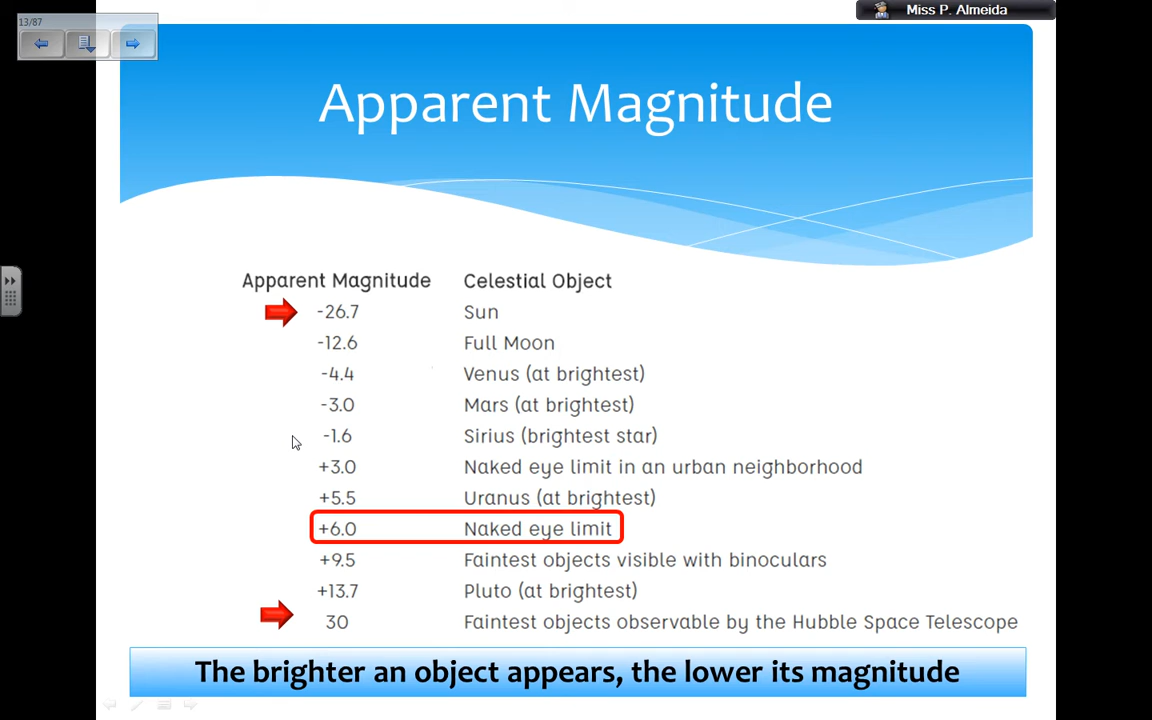 13/87
Miss P. Almeida
Apparent Magnitude
Apparent Magnitude Celestial Object
-26.7 Sun
-12.6 Full Moon
-4.4 Venus (at brightest)
-3.0 Mars (at brightest)
-1.6 Sirius (brightest star)
+3.0 Naked eye limit in an urban neighborhood
+5.5 Uranus (at brightest)
+6.0 Naked eye limit
+9.5 Faintest objects visible with binoculars
+13.7 Pluto (at brightest)
30 Faintest objects observable by the Hubble Space Telescope
The brighter an object appears, the lower its magnitude